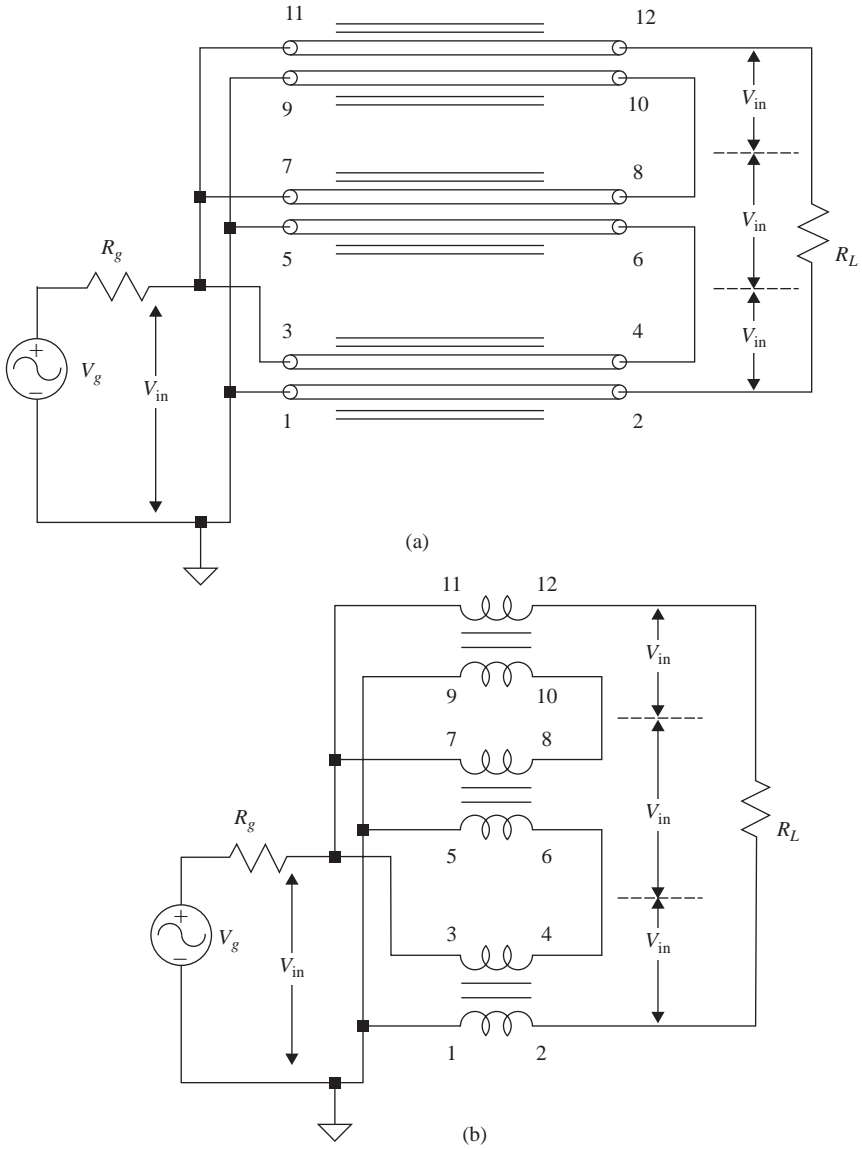 11 12
V_in
9 10
7 8
V_in
R_g
5 6
R_L
3 4
V_in
+
V_g
V_in
−
1 2
(a)
11 12
V_in
9 10
7 8
V_in
R_g
R_L
5 6
+
V_g
3 4
V_in
V_in
−
1 2
(b)